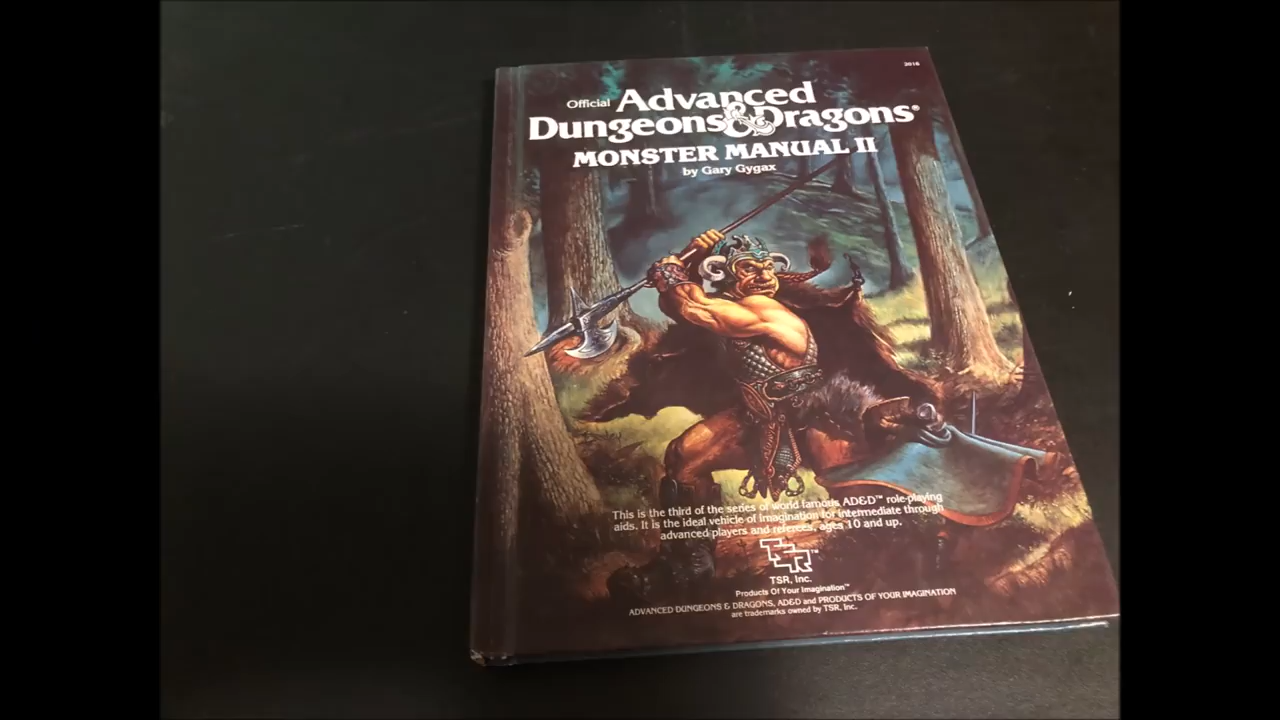 2016
Official Advanced
Dungeons & Dragons®
MONSTER MANUAL II
by Gary Gygax
This is the third of the series of world famous AD&D™ role-playing
aids. It is the ideal vehicle of imagination for intermediate through
advanced players and referees, ages 10 and up.
TSR™
TSR, Inc.
Products Of Your Imagination™
ADVANCED DUNGEONS & DRAGONS, AD&D and PRODUCTS OF YOUR IMAGINATION
are trademarks owned by TSR, Inc.